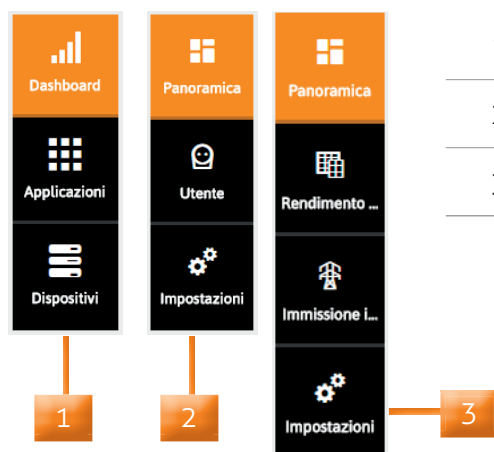 Dashboard
Applicazioni
Dispositivi
1
Panoramica
Utente
Impostazioni
2
Panoramica
Rendimento ...
Immissione i...
Impostazioni
3